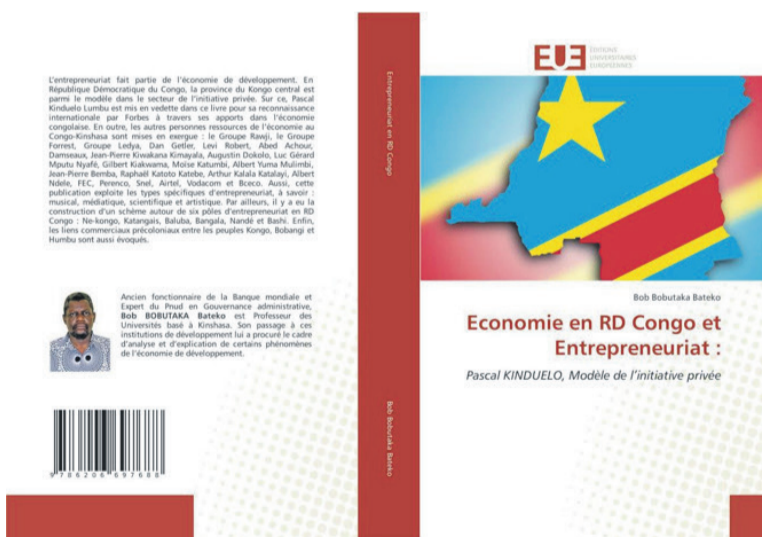 L'entrepreneuriat fait partie de l'économie de développement. En
République Démocratique du Congo, la province du Kongo central est
parmi le modèle dans le secteur de l'initiative privée. Sur ce, Pascal
Kinduelo Lumbu est mis en vedette dans ce livre pour sa reconnaissance
internationale par Forbes à travers ses apports dans l'économie
congolaise. En outre, les autres personnes ressources de l'économie au
Congo-Kinshasa sont mises en exergue : le Groupe Rawji, le Groupe
Forrest, Groupe Ledya, Dan Getler, Levi Robert, Abed Achour,
Damseaux, Jean-Pierre Kiwakana Kimayala, Augustin Dokolo, Luc Gérard
Mputu Nyafé, Gilbert Kiakwama, Moïse Katumbi, Albert Yuma Mulimbi,
Jean-Pierre Bemba, Raphaël Katoto Katebe, Arthur Kalala Katalayi, Albert
Ndele, FEC, Perenco, Snel, Airtel, Vodacom et Bceco. Aussi, cette
publication exploite les types spécifiques d'entrepreneuriat, à savoir :
musical, médiatique, scientifique et artistique. Par ailleurs, il y a eu la
construction d'un schème autour de six pôles d'entrepreneuriat en RD
Congo : Ne-kongo, Katangais, Baluba, Bangala, Nandé et Bashi. Enfin,
les liens commerciaux précoloniaux entre les peuples Kongo, Bobangi et
Humbu sont aussi évoqués.
Ancien fonctionnaire de la Banque mondiale et
Expert du Pnud en Gouvernance administrative,
Bob BOBUTAKA Bateko est Professeur des
Universités basé à Kinshasa. Son passage à ces
institutions de développement lui a procuré le cadre
d'analyse et d'explication de certains phénomènes
de l'économie de développement.
9 786206 697688
Entrepreneuriat en RD Congo
Bob Bobutaka Bateko
EUE
ÉDITIONS
UNIVERSITAIRES
EUROPÉENNES
Bob Bobutaka Bateko
Economie en RD Congo et
Entrepreneuriat :
Pascal KINDUELO, Modèle de l'initiative privée